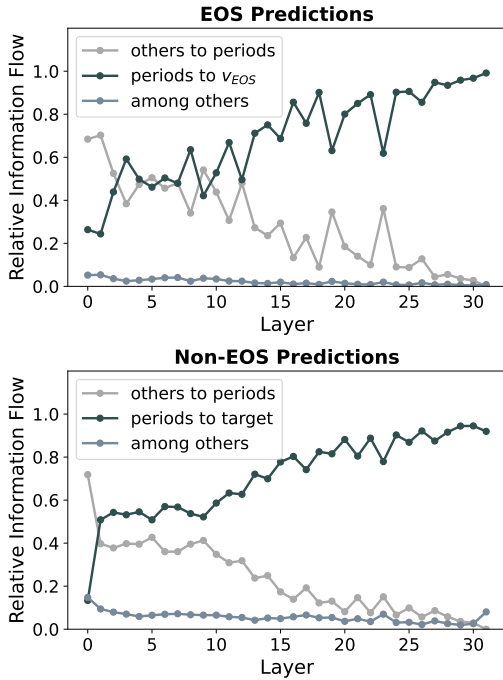 EOS Predictions
Relative Information Flow
others to periods
periods to v_EOS
among others
1.0
0.8
0.6
0.4
0.2
0.0
0 5 10 15 20 25 30
Layer
Non-EOS Predictions
Relative Information Flow
others to periods
periods to target
among others
1.0
0.8
0.6
0.4
0.2
0.0
0 5 10 15 20 25 30
Layer